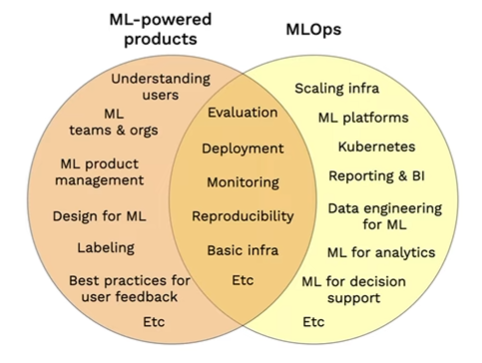 ML-powered
products
MLOps
Understanding
users
ML
teams & orgs
ML product
management
Design for ML
Labeling
Best practices for
user feedback
Etc
Evaluation
Deployment
Monitoring
Reproducibility
Basic infra
Etc
Scaling infra
ML platforms
Kubernetes
Reporting & BI
Data engineering
for ML
ML for analytics
ML for decision
support
Etc